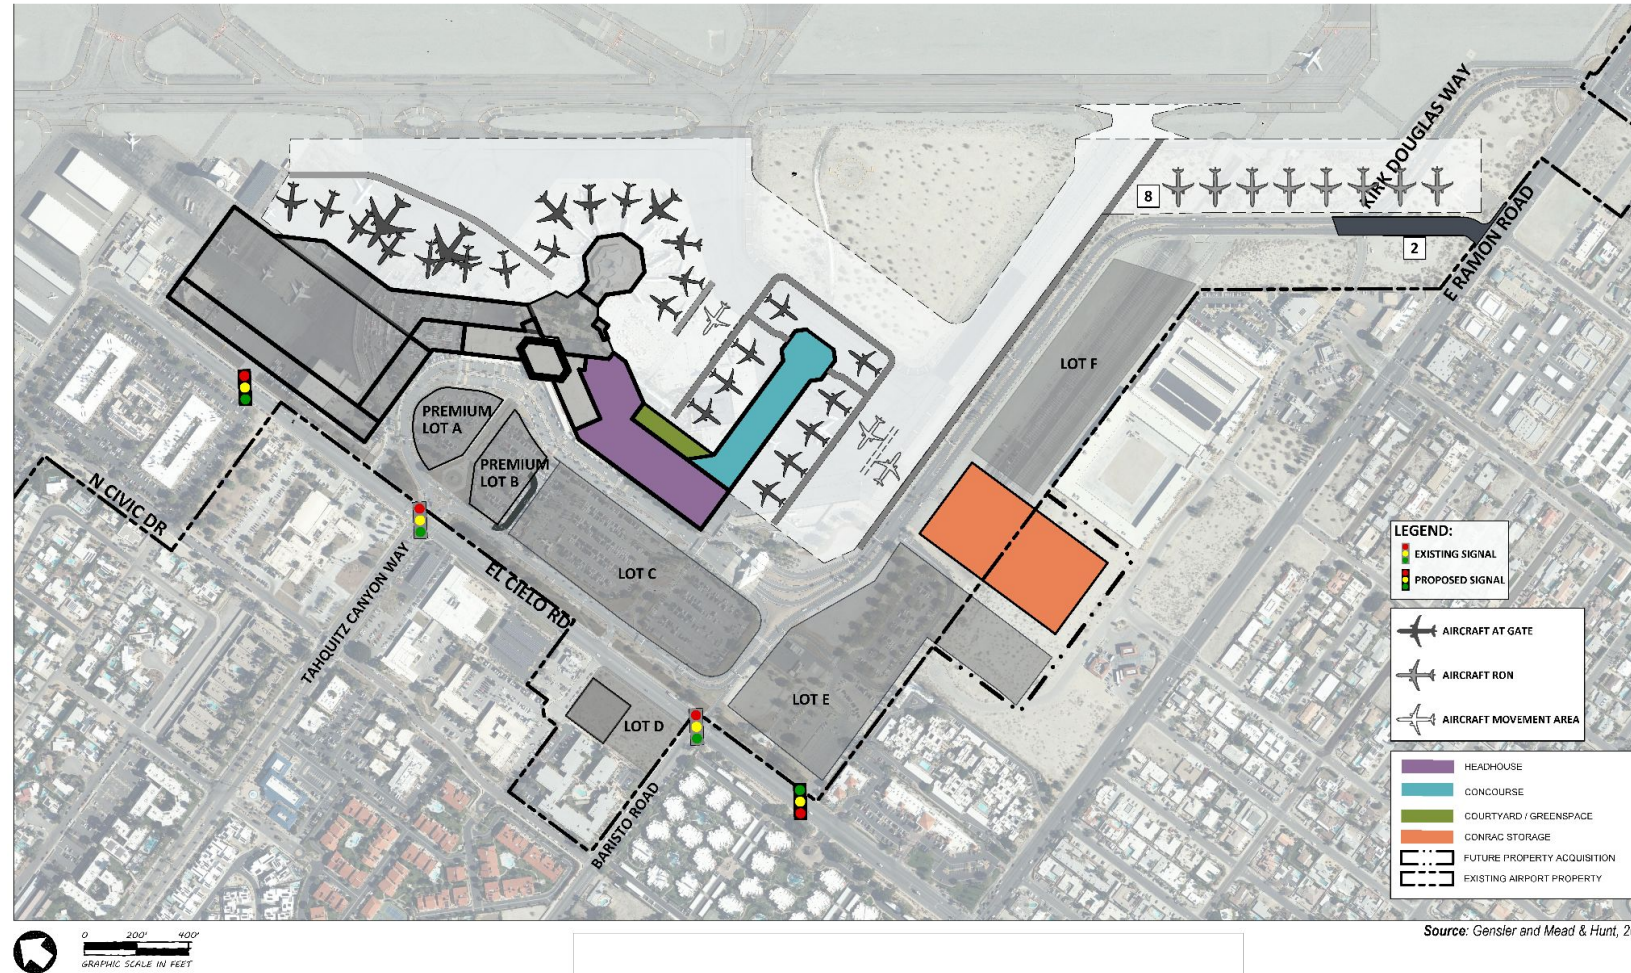 KIRK DOUGLAS WAY
8
2
E RAMON ROAD
LOT F
PREMIUM
LOT A
PREMIUM
LOT B
N CIVIC DR
TAHQUITZ CANYON WAY
EL CIELO RD
LOT C
LOT D
LOT E
BARISTO ROAD
LEGEND:
EXISTING SIGNAL
PROPOSED SIGNAL
AIRCRAFT AT GATE
AIRCRAFT RON
AIRCRAFT MOVEMENT AREA
HEADHOUSE
CONCOURSE
COURTYARD / GREENSPACE
CONRAC STORAGE
FUTURE PROPERTY ACQUISITION
EXISTING AIRPORT PROPERTY
0 200' 400'
GRAPHIC SCALE IN FEET
Source: Gensler and Mead & Hunt,